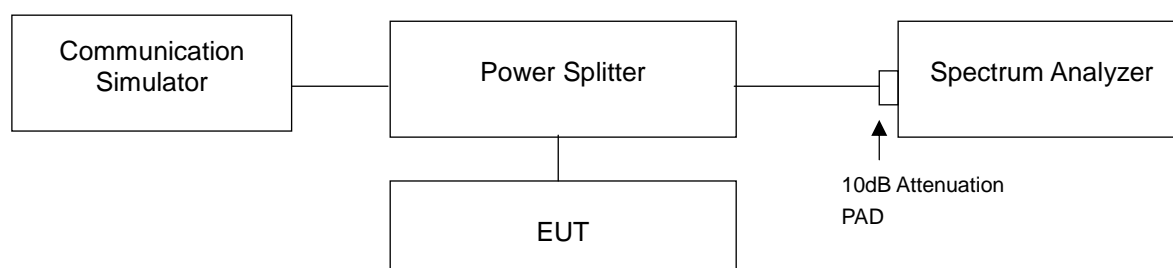 Communication
Simulator
Power Splitter
Spectrum Analyzer
10dB Attenuation
PAD
EUT